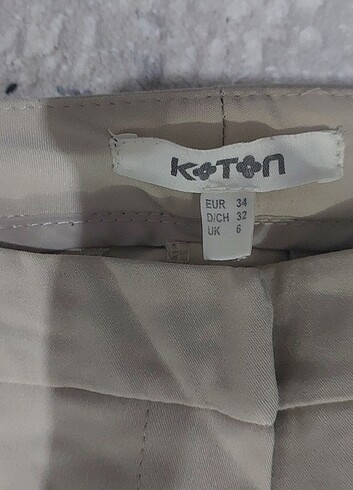 KOTON
EUR 34
D/CH 32
UK 6